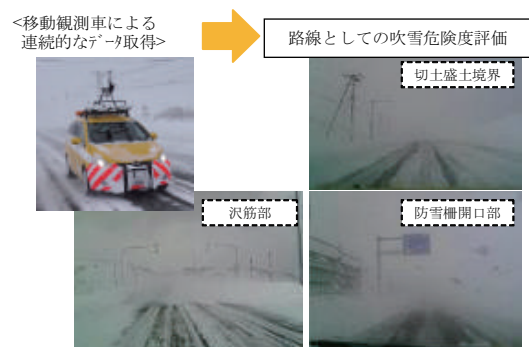 <移動観測車による
連続的なﾃﾞｰﾀ取得>
路線としての吹雪危険度評価
切土盛土境界
沢筋部
防雪柵開口部